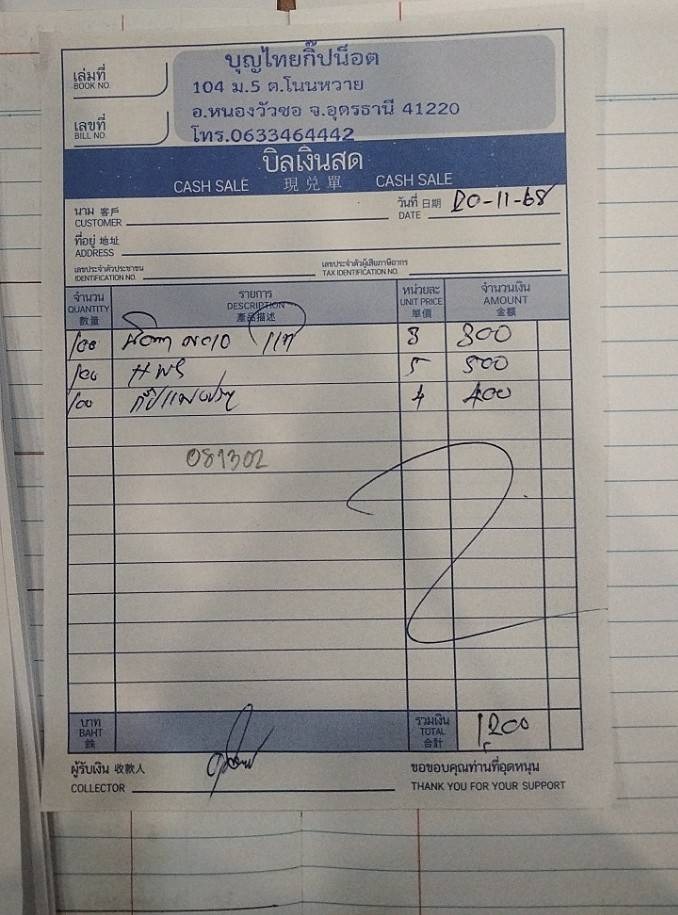 เล่มที่
BOOK NO.
เลขที่
BILL NO.
บุญไทยกิ๊ปน็อต
104 ม.5 ต.โนนหวาย
อ.หนองวัวซอ จ.อุดรธานี 41220
โทร.0633464442
บิลเงินสด
CASH SALE 現兌單 CASH SALE
นาม 客戶
CUSTOMER
วันที่ 日期 20-11-68
DATE
ที่อยู่ 地址
ADDRESS
เลขประจำตัวประชาชน
IDENTIFICATION NO.
เลขประจำตัวผู้เสียภาษีอากร
TAX IDENTIFICATION NO.
จำนวน รายการ หน่วยละ จำนวนเงิน
QUANTITY DESCRIPTION UNIT PRICE AMOUNT
數量 產品描述 單價 金額
100 3 300
100 5 500
100 4 400
081302
บาท
BAHT
銖
รวมเงิน
TOTAL
合計
1200
ผู้รับเงิน 收款人
COLLECTOR
ขอขอบคุณท่านที่อุดหนุน
THANK YOU FOR YOUR SUPPORT